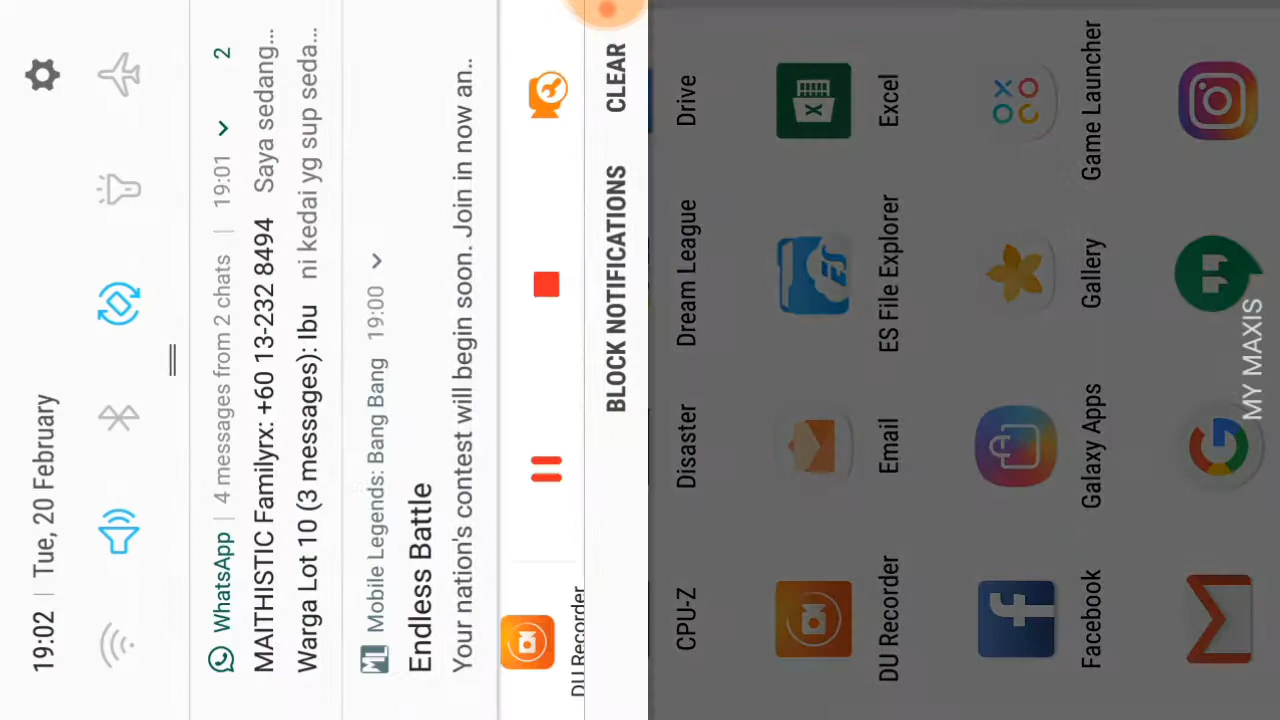 19:02 | Tue, 20 February
WhatsApp | 4 messages from 2 chats | 19:01 2
MAITHISTIC Familyrx: +60 13-232 8494 Saya sedang...
Warga Lot 10 (3 messages): Ibu ni kedai yg sup seda...
ML Mobile Legends: Bang Bang 19:00
Endless Battle
Your nation's contest will begin soon. Join in now an..
DU Recorder
BLOCK NOTIFICATIONS CLEAR
CPU-Z Disaster Dream League Drive
DU Recorder Email ES File Explorer Excel
Facebook Galaxy Apps Gallery Game Launcher
MY MAXIS